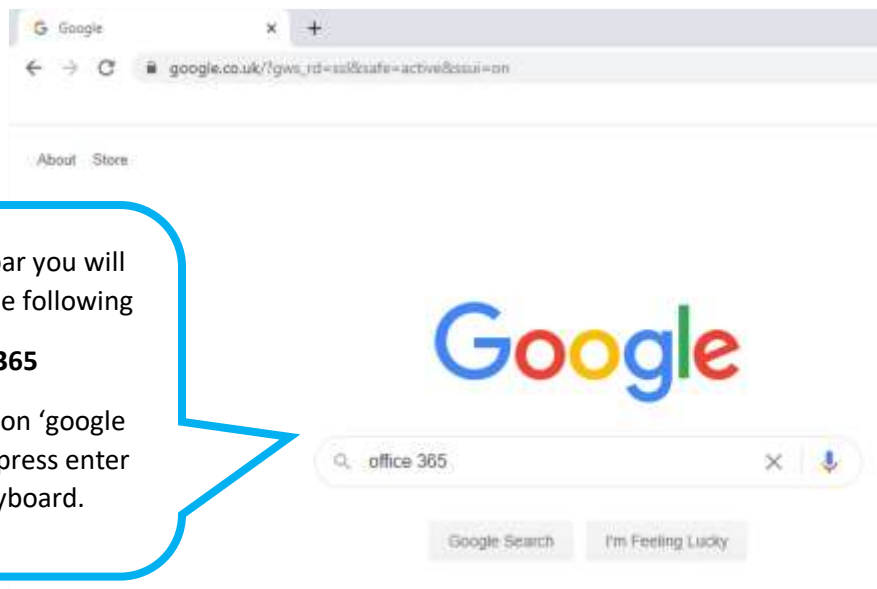 Google
google.co.uk/?gws_rd=ssl&safe=active&ssui=on
About Store
bar you will
e following
365
on ‘google
press enter
yboard.
Google
office 365
Google Search I'm Feeling Lucky